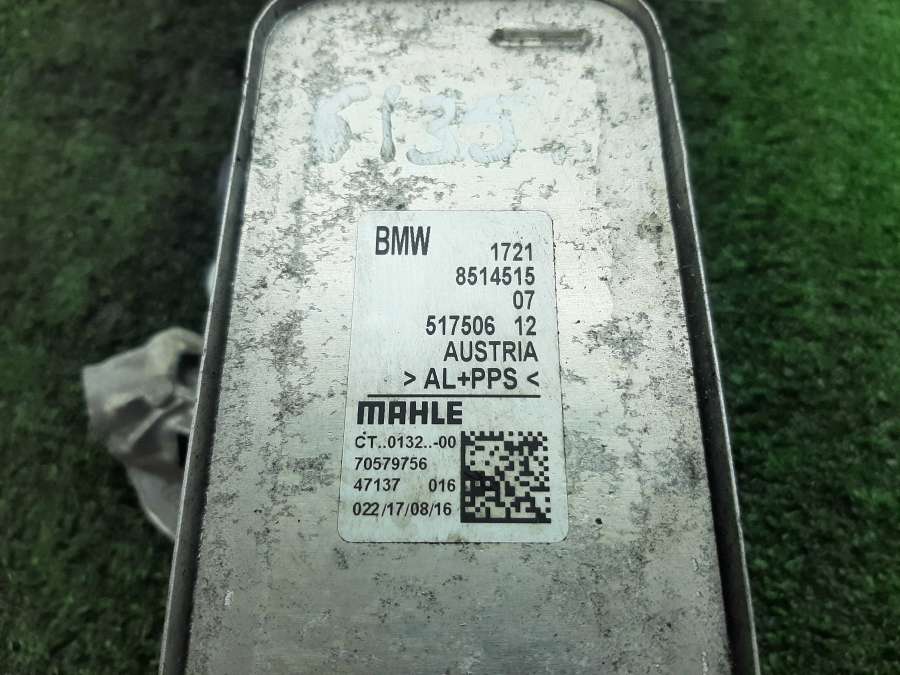 6135
BMW 1721
8514515
07
517506 12
AUSTRIA
> AL+PPS <
MAHLE
CT..0132..-00
70579756
47137 016
022/17/08/16